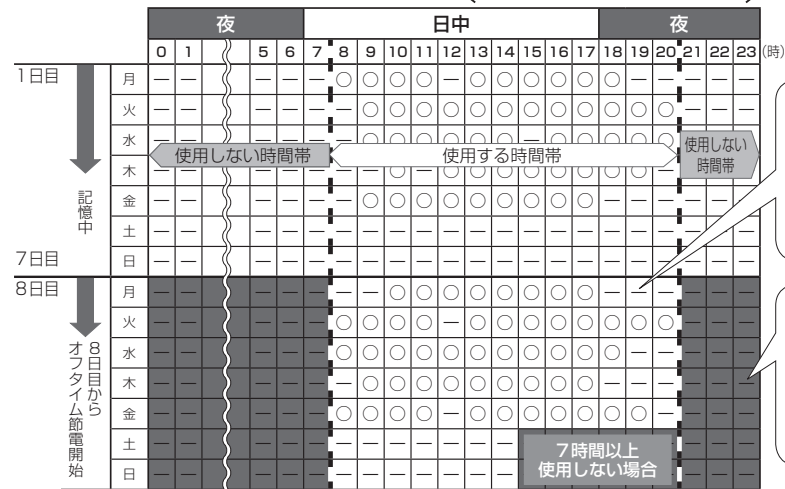 夜 日中 夜
0 1 5 6 7 8 9 10 11 12 13 14 15 16 17 18 19 20 21 22 23 (時)
1日目
月
火
水
木
金
土
日
使用しない時間帯
使用する時間帯
使用しない
時間帯
記憶中
7日目
8日目
月
火
水
木
金
土
日
8日目から
オフタイム節電開始
7時間以上
使用しない場合